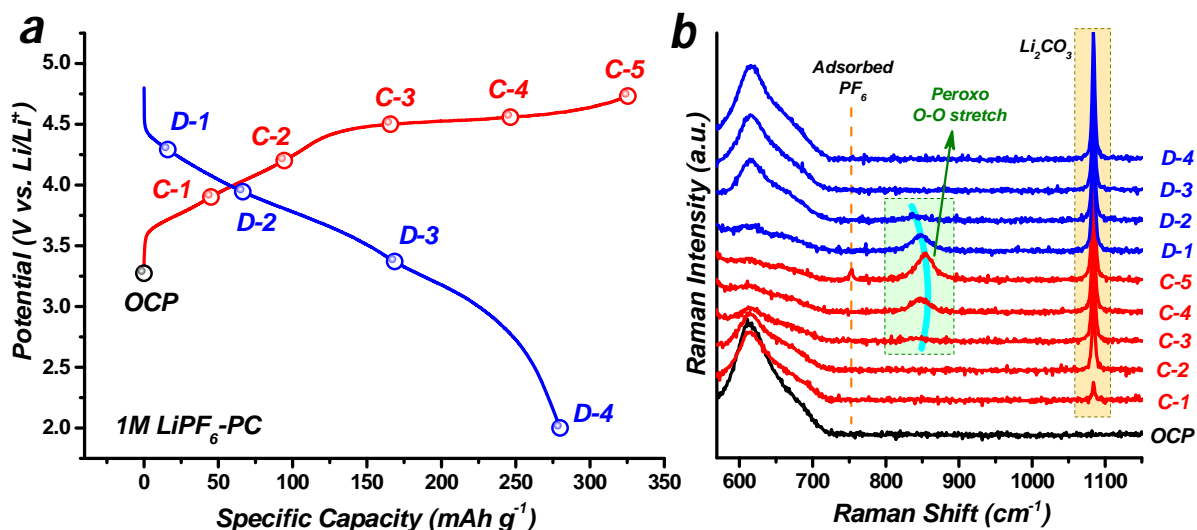 a
5.0
4.5
4.0
3.5
3.0
2.5
2.0
Potential (V vs. Li/Li⁺)
C-5
C-4
C-3
D-1
C-2
C-1
D-2
D-3
OCP
D-4
1M LiPF₆-PC
0 50 100 150 200 250 300 350
Specific Capacity (mAh g⁻¹)
b
Li₂CO₃
Adsorbed
PF₆
Peroxo
O-O stretch
Raman Intensity (a.u.)
D-4
D-3
D-2
D-1
C-5
C-4
C-3
C-2
C-1
OCP
600 700 800 900 1000 1100
Raman Shift (cm⁻¹)